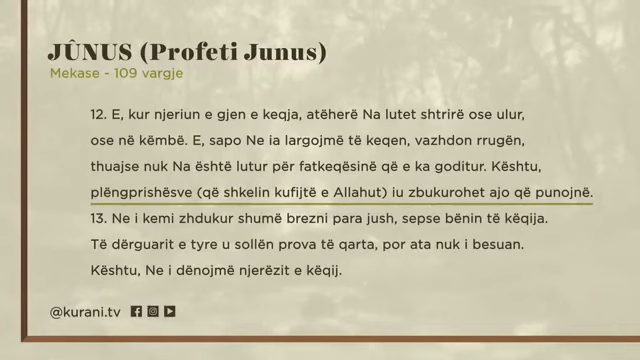 JÛNUS (Profeti Junus)
Mekase - 109 vargje
12. E, kur njeriun e gjen e keqja, atëherë Na lutet shtrirë ose ulur,
ose në këmbë. E, sapo Ne ia largojmë të keqen, vazhdon rrugën,
thuajse nuk Na është lutur për fatkeqësinë që e ka goditur. Kështu,
plëngprishësve (që shkelin kufijtë e Allahut) iu zbukurohet ajo që punojnë.
13. Ne i kemi zhdukur shumë brezni para jush, sepse bënin të këqija.
Të dërguarit e tyre u sollën prova të qarta, por ata nuk i besuan.
Kështu, Ne i dënojmë njerëzit e këqij.
@kurani.tv